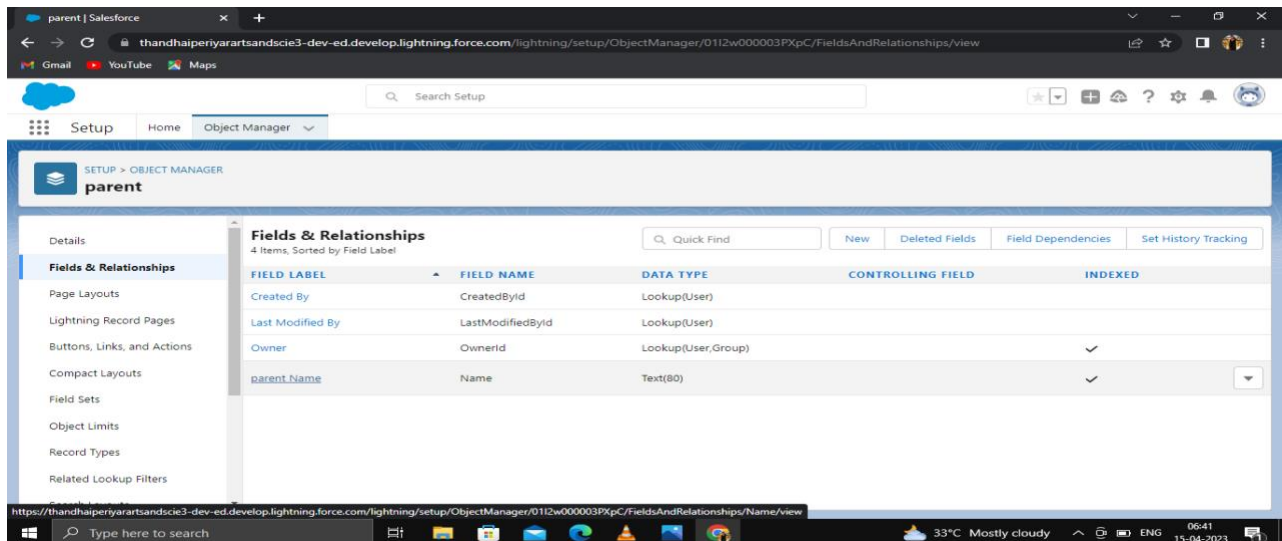 parent | Salesforce
thandhaiperiyarartsandscie3-dev-ed.develop.lightning.force.com/lightning/setup/ObjectManager/01I2w000003PXpC/FieldsAndRelationships/view
Gmail YouTube Maps
Search Setup
Setup Home Object Manager
SETUP > OBJECT MANAGER
parent
Details
Fields & Relationships
Page Layouts
Lightning Record Pages
Buttons, Links, and Actions
Compact Layouts
Field Sets
Object Limits
Record Types
Related Lookup Filters
Fields & Relationships
4 Items, Sorted by Field Label
Quick Find New Deleted Fields Field Dependencies Set History Tracking
FIELD LABEL FIELD NAME DATA TYPE CONTROLLING FIELD INDEXED
Created By CreatedById Lookup(User)
Last Modified By LastModifiedById Lookup(User)
Owner OwnerId Lookup(User,Group)
parent Name Name Text(80)
https://thandhaiperiyarartsandscie3-dev-ed.develop.lightning.force.com/lightning/setup/ObjectManager/01I2w000003PXpC/FieldsAndRelationships/Name/view
Type here to search
33°C Mostly cloudy ENG 06:41
15-04-2023